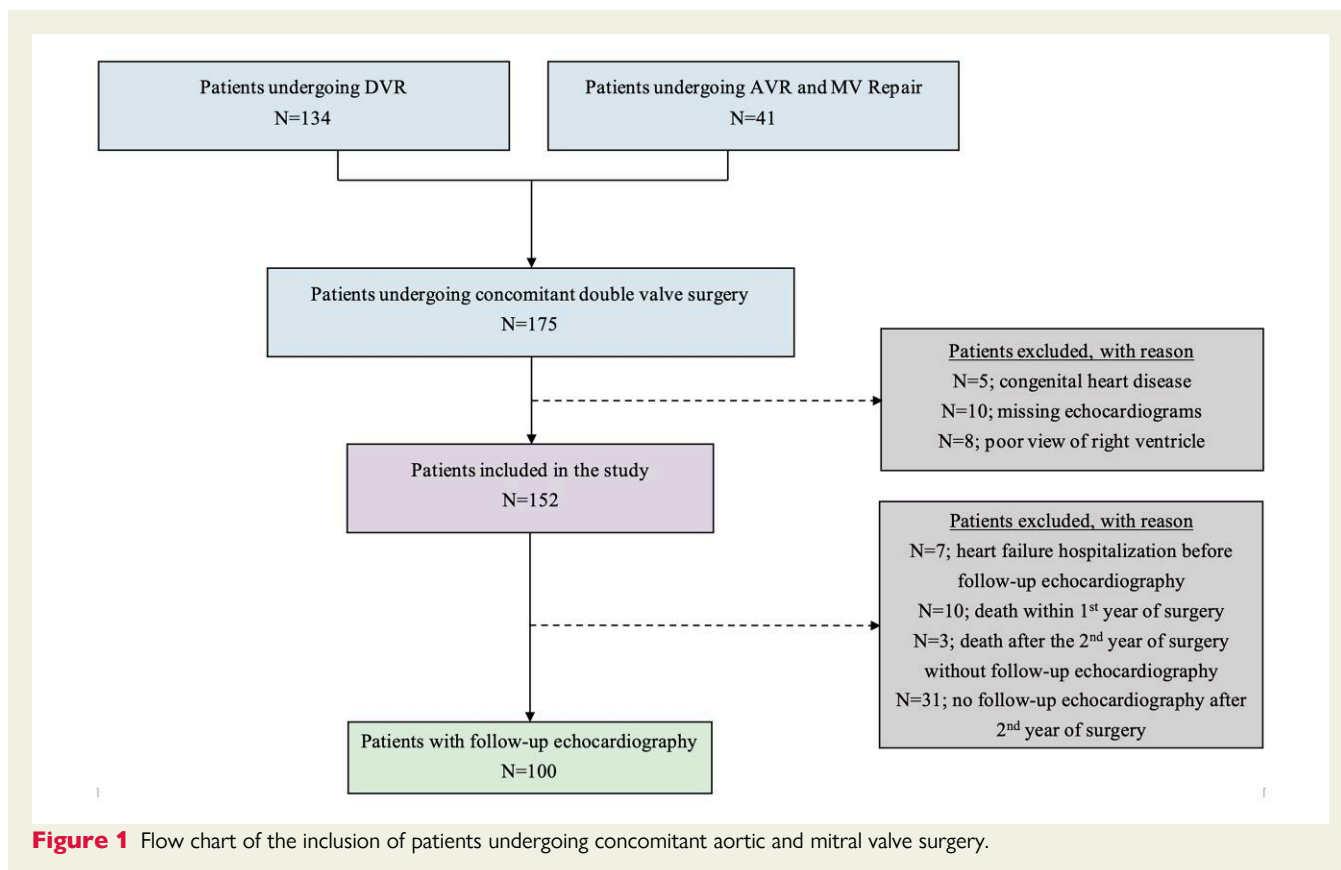 Patients undergoing DVR
N=134
Patients undergoing AVR and MV Repair
N=41
Patients undergoing concomitant double valve surgery
N=175
Patients excluded, with reason
N=5; congenital heart disease
N=10; missing echocardiograms
N=8; poor view of right ventricle
Patients included in the study
N=152
Patients excluded, with reason
N=7; heart failure hospitalization before
follow-up echocardiography
N=10; death within 1st year of surgery
N=3; death after the 2nd year of surgery
without follow-up echocardiography
N=31; no follow-up echocardiography after
2nd year of surgery
Patients with follow-up echocardiography
N=100
Figure 1 Flow chart of the inclusion of patients undergoing concomitant aortic and mitral valve surgery.